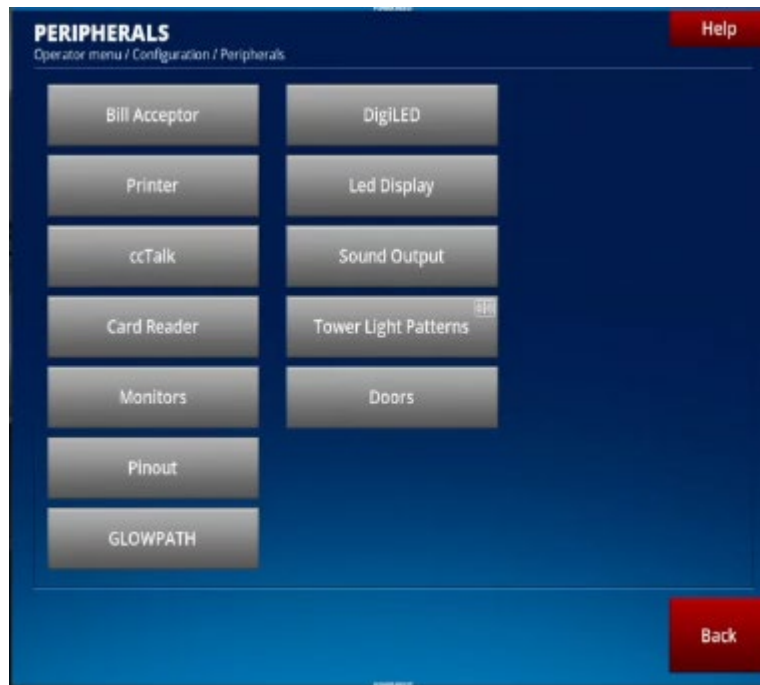 PERIPHERALS
Operator menu / Configuration / Peripherals
Help
Bill Acceptor
DigiLED
Printer
Led Display
ccTalk
Sound Output
Card Reader
Tower Light Patterns
Monitors
Doors
Pinout
GLOWPATH
Back